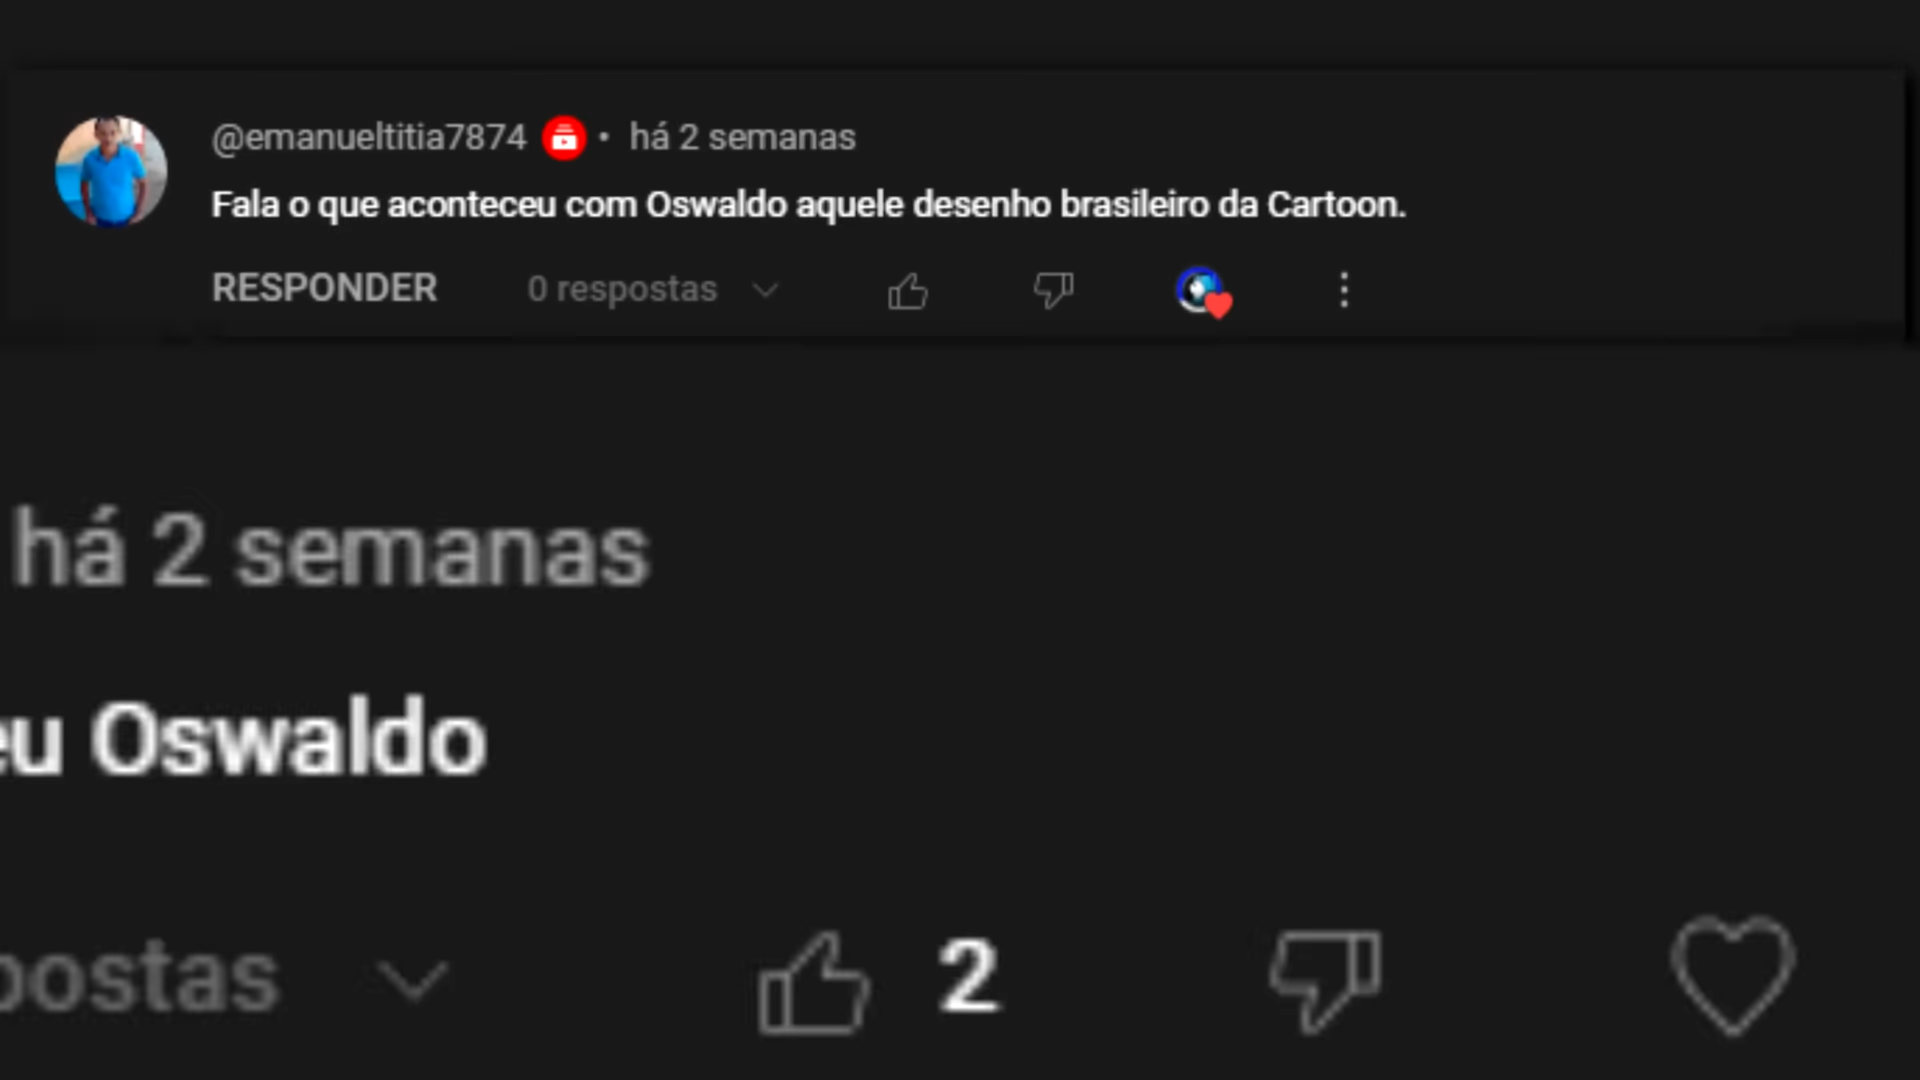 @emanueltitia7874 • há 2 semanas
Fala o que aconteceu com Oswaldo aquele desenho brasileiro da Cartoon.
RESPONDER 0 respostas
há 2 semanas
eu Oswaldo
postas 2